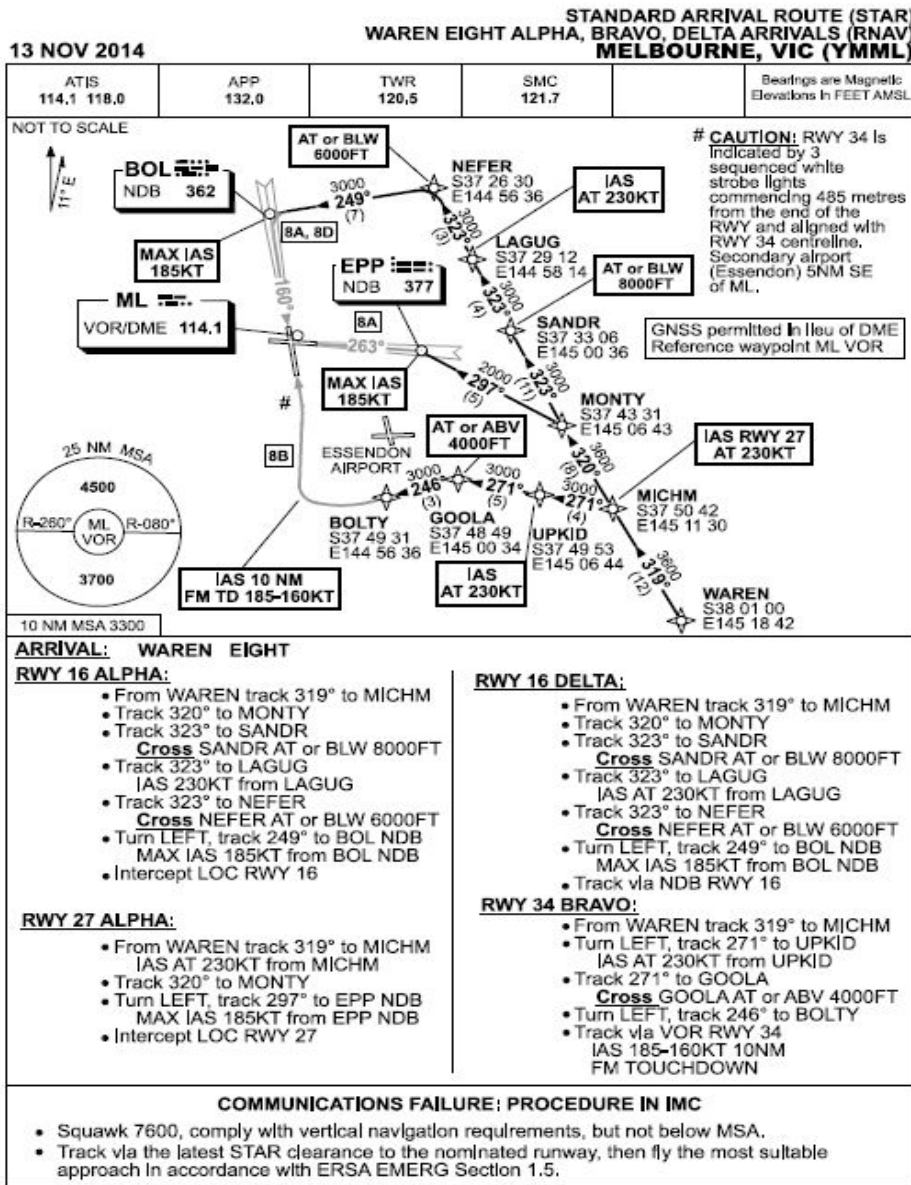 STANDARD ARRIVAL ROUTE (STAR)
WAREN EIGHT ALPHA, BRAVO, DELTA ARRIVALS (RNAV)
13 NOV 2014
MELBOURNE, VIC (YMML)
ATIS
114.1 118.0
APP
132.0
TWR
120.5
SMC
121.7
Bearings are Magnetic
Elevations in FEET AMSL
NOT TO SCALE
11° E
BOL
NDB 362
AT or BLW
6000FT
NEFER
S37 26 30
E144 56 36
3000
249°
(7)
8A, 8D
MAX IAS
185KT
IAS
AT 230KT
3000
323°
(3)
LAGUG
S37 29 12
E144 58 14
# CAUTION: RWY 34 is
indicated by 3
sequenced white
strobe lights
commencing 485 metres
from the end of the
RWY and aligned with
RWY 34 centreline.
Secondary airport
(Essendon) 5NM SE
of ML.
EPP
NDB 377
AT or BLW
8000FT
3000
323°
(4)
160°
ML
VOR/DME 114.1
8A
263°
SANDR
S37 33 06
E145 00 36
GNSS permitted in lieu of DME
Reference waypoint ML VOR
MAX IAS
185KT
2000
297°
(5)
3000
323°
(11)
MONTY
S37 43 31
E145 06 43
#
8B
ESSENDON
AIRPORT
AT or ABV
4000FT
3600
320°
(8)
IAS RWY 27
AT 230KT
25 NM MSA
4500
R-260°
ML
VOR
R-080°
3700
10 NM MSA 3300
3000
246
(3)
3000
271°
(5)
3000
271°
(4)
MICHM
S37 50 42
E145 11 30
BOLTY
S37 49 31
E144 56 36
GOOLA
S37 48 49
E145 00 34
UPKID
S37 49 53
E145 06 44
IAS 10 NM
FM TD 185-160KT
IAS
AT 230KT
3600
319°
(12)
WAREN
S38 01 00
E145 18 42
ARRIVAL: WAREN EIGHT
RWY 16 ALPHA:
• From WAREN track 319° to MICHM
• Track 320° to MONTY
• Track 323° to SANDR
Cross SANDR AT or BLW 8000FT
• Track 323° to LAGUG
IAS 230KT from LAGUG
• Track 323° to NEFER
Cross NEFER AT or BLW 6000FT
• Turn LEFT, track 249° to BOL NDB
MAX IAS 185KT from BOL NDB
• Intercept LOC RWY 16
RWY 27 ALPHA:
• From WAREN track 319° to MICHM
IAS AT 230KT from MICHM
• Track 320° to MONTY
• Turn LEFT, track 297° to EPP NDB
MAX IAS 185KT from EPP NDB
• Intercept LOC RWY 27
RWY 16 DELTA:
• From WAREN track 319° to MICHM
• Track 320° to MONTY
• Track 323° to SANDR
Cross SANDR AT or BLW 8000FT
• Track 323° to LAGUG
IAS AT 230KT from LAGUG
• Track 323° to NEFER
Cross NEFER AT or BLW 6000FT
• Turn LEFT, track 249° to BOL NDB
MAX IAS 185KT from BOL NDB
• Track via NDB RWY 16
RWY 34 BRAVO:
• From WAREN track 319° to MICHM
• Turn LEFT, track 271° to UPKID
IAS AT 230KT from UPKID
• Track 271° to GOOLA
Cross GOOLA AT or ABV 4000FT
• Turn LEFT, track 246° to BOLTY
• Track via VOR RWY 34
IAS 185-160KT 10NM
FM TOUCHDOWN
COMMUNICATIONS FAILURE: PROCEDURE IN IMC
• Squawk 7600, comply with vertical navigation requirements, but not below MSA.
• Track via the latest STAR clearance to the nominated runway, then fly the most suitable
approach in accordance with ERSA EMERG Section 1.5.